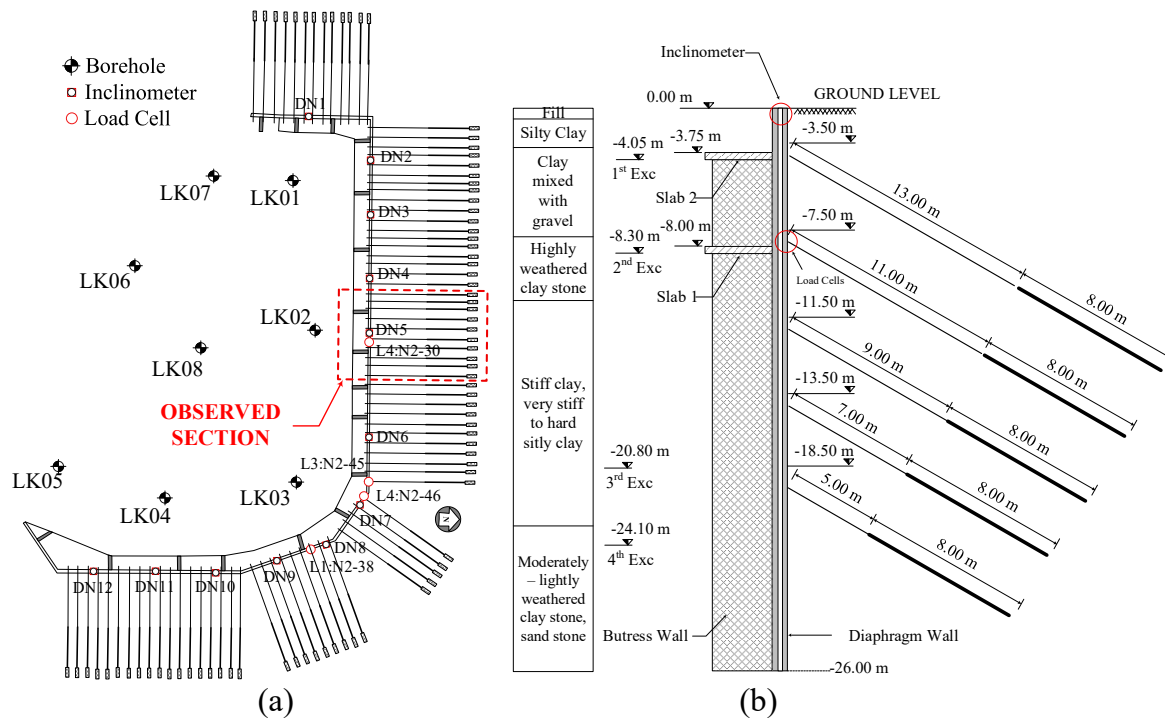 Borehole
Inclinometer
Load Cell
DN1
DN2
LK07
LK01
DN3
LK06
DN4
LK02
DN5
L4:N2-30
LK08
OBSERVED
SECTION
DN6
L3:N2-45
LK05
LK03
LK04
L4:N2-46
DN7
N
DN8
L1:N2-38
DN9
DN12
DN11
DN10
(a)
Inclinometer
0.00 m
GROUND LEVEL
Fill
Silty Clay
Clay
mixed
with
gravel
Highly
weathered
clay stone
Stiff clay,
very stiff
to hard
sitly clay
Moderately
– lightly
weathered
clay stone,
sand stone
-4.05 m
1st Exc
-3.75 m
Slab 2
-8.30 m
2nd Exc
-8.00 m
Slab 1
-20.80 m
3rd Exc
-24.10 m
4th Exc
Butress Wall
-3.50 m
13.00 m
8.00 m
-7.50 m
Load Cells
11.00 m
8.00 m
-11.50 m
9.00 m
8.00 m
-13.50 m
7.00 m
8.00 m
-18.50 m
5.00 m
8.00 m
Diaphragm Wall
-26.00 m
(b)